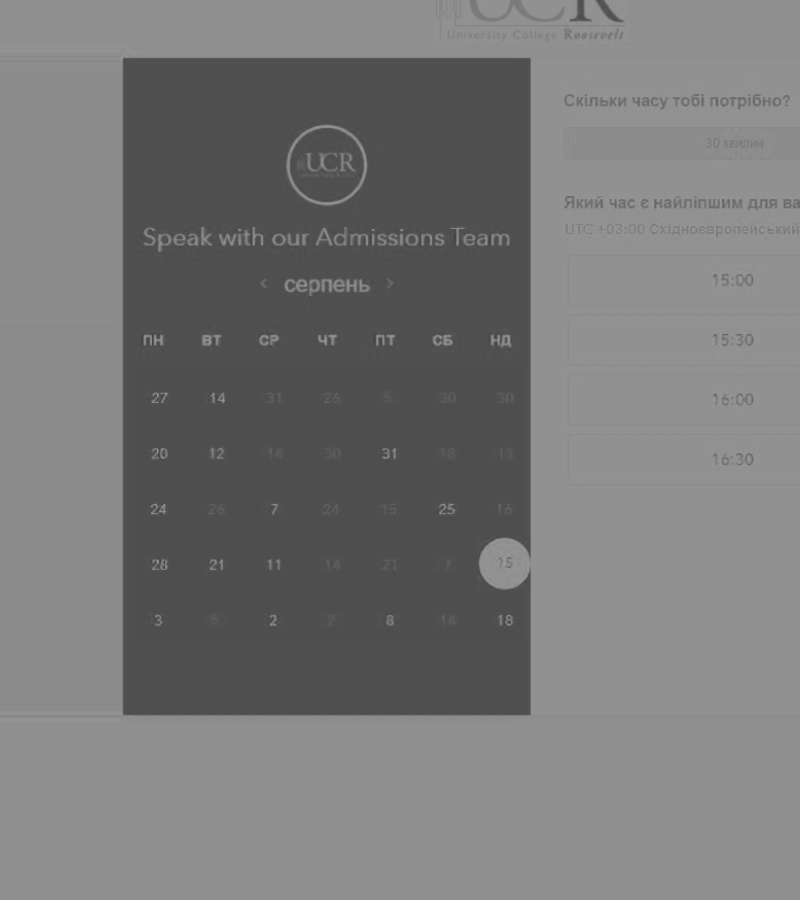 UCR
University College Roosevelt
UCR
Speak with our Admissions Team
‹ серпень ›
ПН ВТ СР ЧТ ПТ СБ НД
27 14 31 26 5 30 30
20 12 14 30 31 18 13
24 26 7 24 15 25 16
28 21 11 14 21 7 15
3 5 2 2 8 14 18
Скільки часу тобі потрібно?
30 хвилин
Який час є найліпшим для
UTC +03:00 Східноєвропейський
15:00
15:30
16:00
16:30